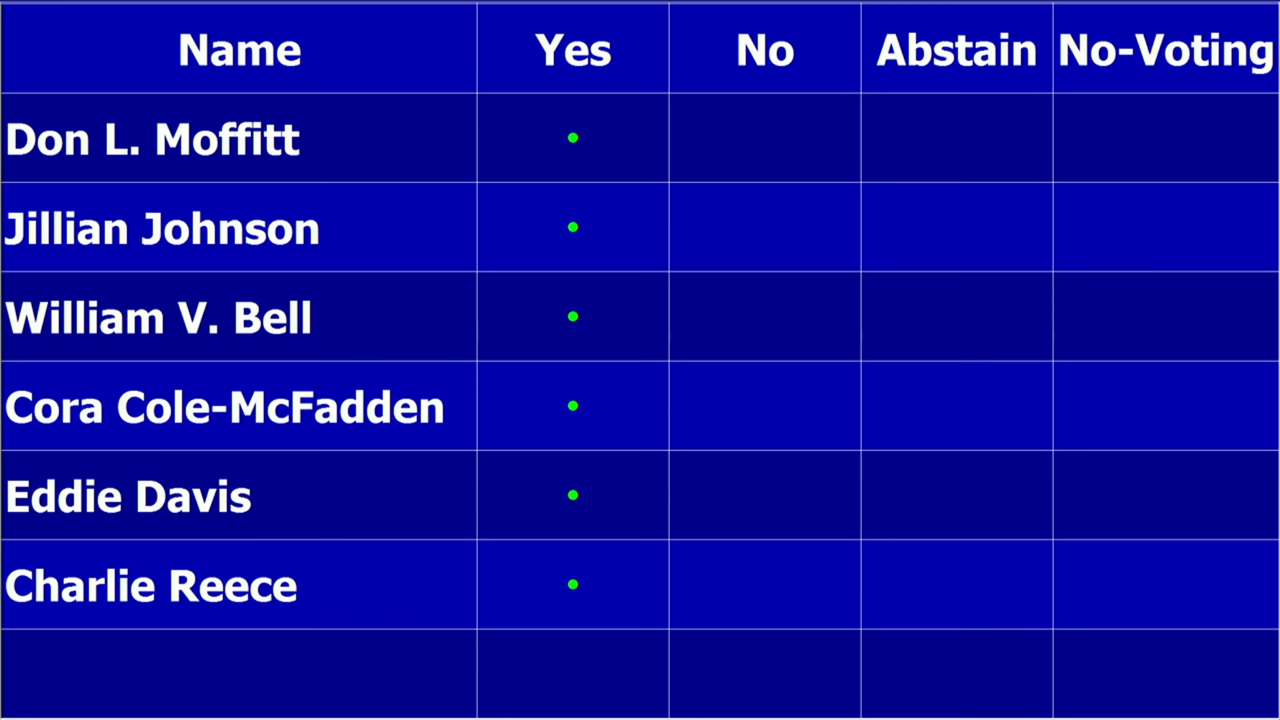 Name Yes No Abstain No-Voting
Don L. Moffitt
Jillian Johnson
William V. Bell
Cora Cole-McFadden
Eddie Davis
Charlie Reece